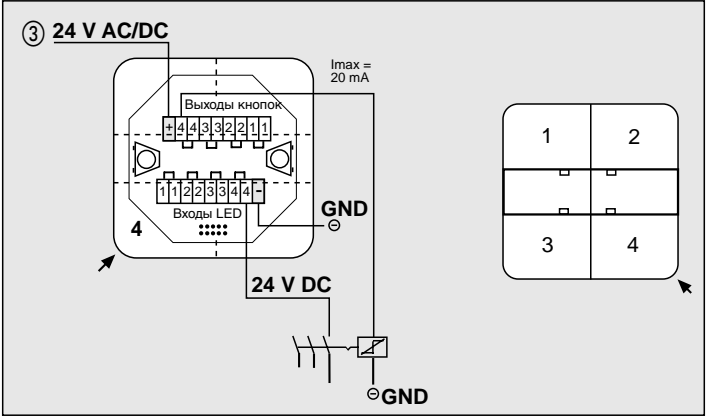 ③ 24 V AC/DC
Imax =
20 mA
Выходы кнопок
+ 4 4 3 3 2 2 1 1
1 1 2 2 3 3 4 4 -
Входы LED
4
GND
⊖
24 V DC
⊖GND
1 2
3 4